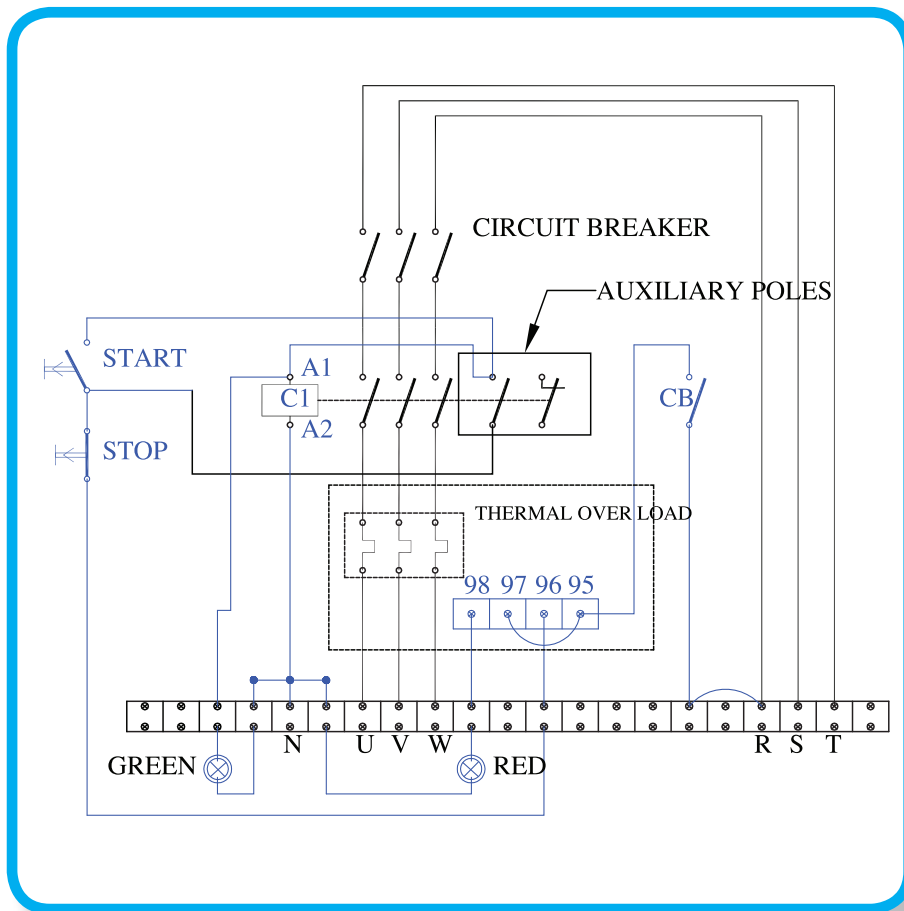 CIRCUIT BREAKER
AUXILIARY POLES
START
A1
C1
CB
A2
STOP
THERMAL OVER LOAD
98 97 96 95
N U V W R S T
GREEN RED